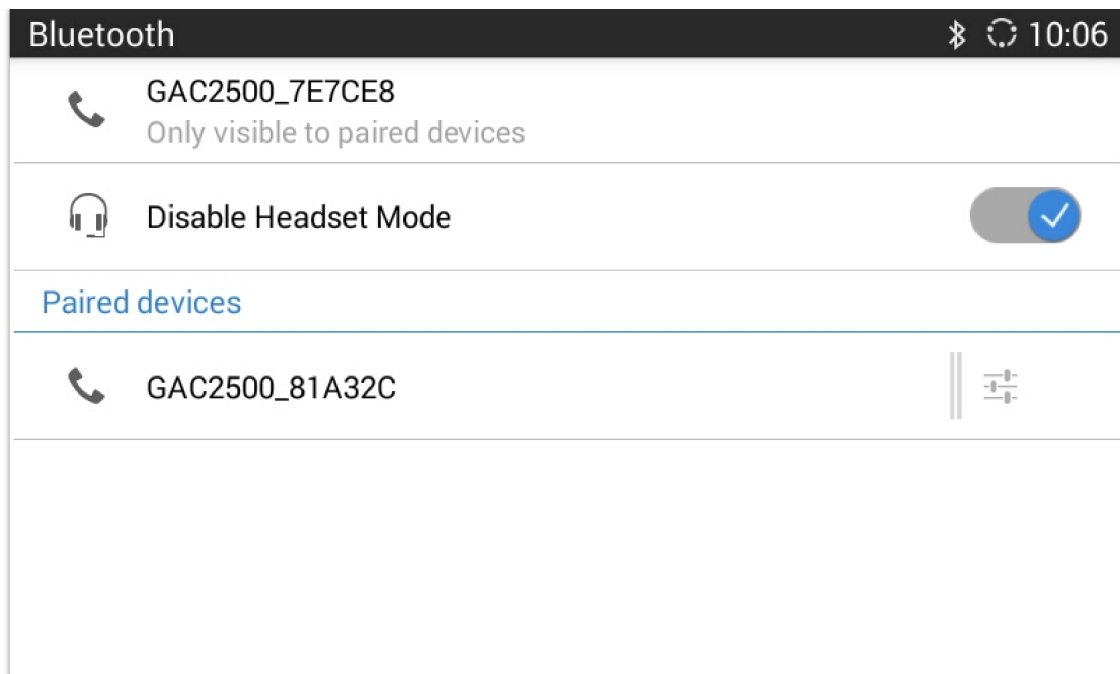 Bluetooth 10:06
GAC2500_7E7CE8
Only visible to paired devices
Disable Headset Mode
Paired devices
GAC2500_81A32C